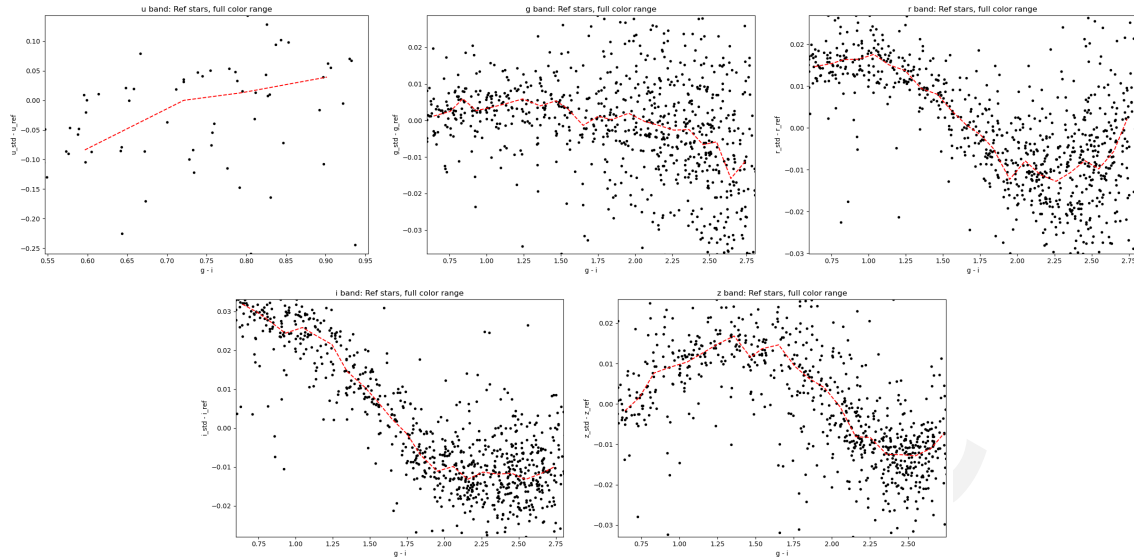 u band: Ref stars, full color range
u_std - u_ref
0.10
0.05
0.00
−0.05
−0.10
−0.15
−0.20
−0.25
0.55 0.60 0.65 0.70 0.75 0.80 0.85 0.90 0.95
g - i
g band: Ref stars, full color range
g_std - g_ref
0.02
0.01
0.00
−0.01
−0.02
−0.03
0.75 1.00 1.25 1.50 1.75 2.00 2.25 2.50 2.75
g - i
r band: Ref stars, full color range
r_std - r_ref
0.02
0.01
0.00
−0.01
−0.02
−0.03
0.75 1.00 1.25 1.50 1.75 2.00 2.25 2.50 2.75
g - i
i band: Ref stars, full color range
i_std - i_ref
0.03
0.02
0.01
0.00
−0.01
−0.02
0.75 1.00 1.25 1.50 1.75 2.00 2.25 2.50 2.75
g - i
z band: Ref stars, full color range
z_std - z_ref
0.02
0.01
0.00
−0.01
−0.02
−0.03
0.75 1.00 1.25 1.50 1.75 2.00 2.25 2.50 2.75
g - i